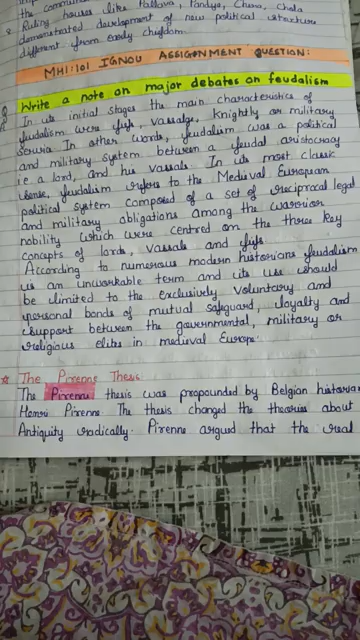 the commun
& Ruling houses like Pallava, Pandya, Chera, Chola
demonstrated development of new political structure
different from early chiefdom.
MHI:101 IGNOU ASSIGNMENT QUESTION:
Q Write a note on major debates on feudalism
A In its initial stages the main characteristics of
feudalism were fiefs, vassalage, Knightly or military
service. In other words, feudalism was a political
and military system between a feudal aristocracy
i.e a lord, and his vassals. In its most classic
sense, feudalism refers to the Medieval European
political system composed of a set of reciprocal legal
and military obligations among the warrior
nobility which were centred on the three key
concepts of lords, vassals and fiefs.
According to numerous modern historians feudalism
is an unworkable term and its use should
be limited to the exclusively voluntary and
personal bonds of mutual safeguard, loyalty and
support between the governmental, military or
religious elites in medieval Europe.
☆ The Pirenne Thesis
The Pirenne thesis was propounded by Belgian historian
Henri Pirenne. The thesis changed the theories about
Antiquity radically. Pirenne argued that the real